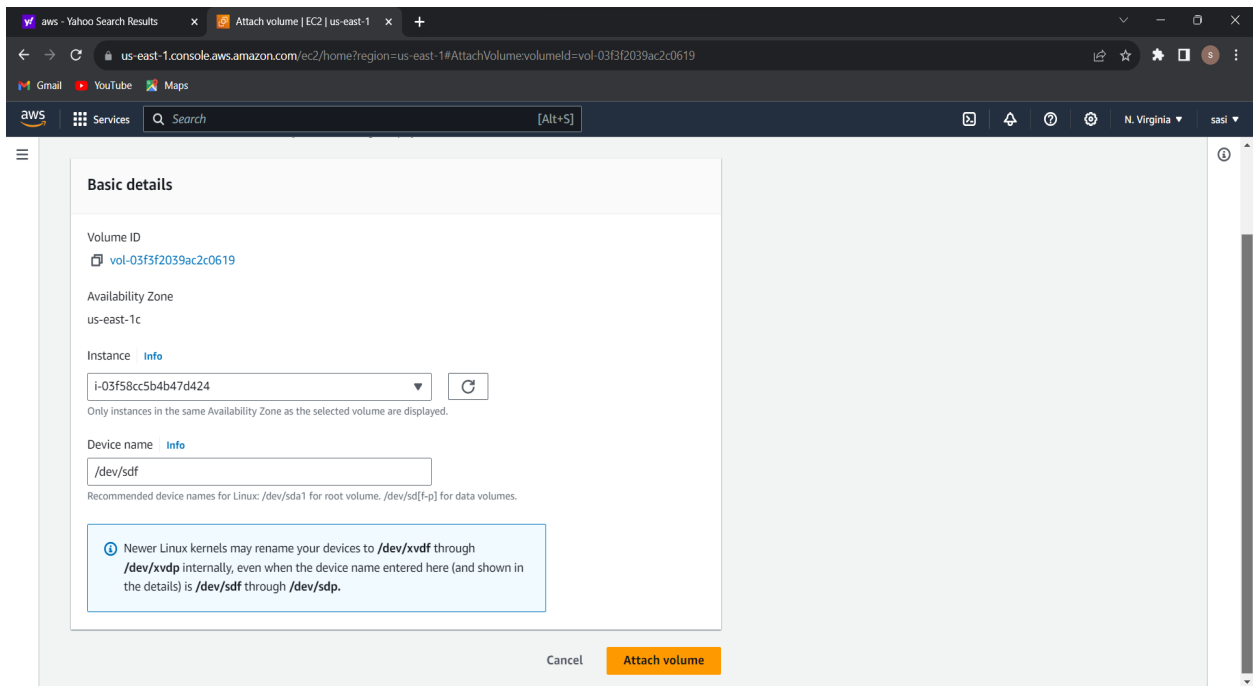 aws - Yahoo Search Results
Attach volume | EC2 | us-east-1
us-east-1.console.aws.amazon.com/ec2/home?region=us-east-1#AttachVolume:volumeId=vol-03f3f2039ac2c0619
S
Gmail YouTube Maps
aws Services Search [Alt+S] N. Virginia sasi
Basic details
Volume ID
vol-03f3f2039ac2c0619
Availability Zone
us-east-1c
Instance Info
i-03f58cc5b4b47d424
Only instances in the same Availability Zone as the selected volume are displayed.
Device name Info
/dev/sdf
Recommended device names for Linux: /dev/sda1 for root volume. /dev/sd[f-p] for data volumes.
Newer Linux kernels may rename your devices to /dev/xvdf through
/dev/xvdp internally, even when the device name entered here (and shown in
the details) is /dev/sdf through /dev/sdp.
Cancel Attach volume